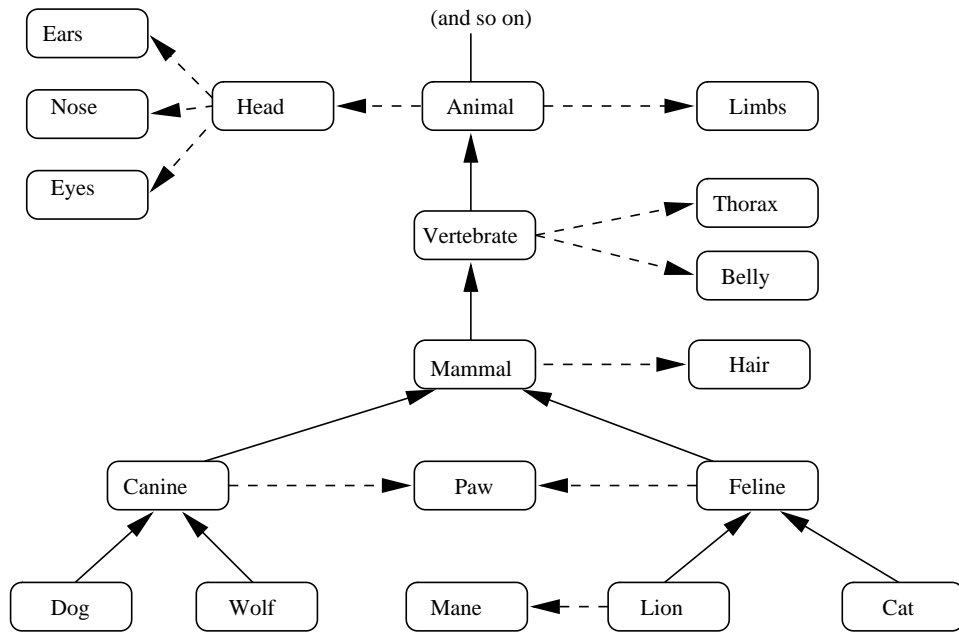 (and so on)
Ears
Nose
Head
Animal
Limbs
Eyes
Thorax
Vertebrate
Belly
Mammal
Hair
Canine
Paw
Feline
Dog
Wolf
Mane
Lion
Cat